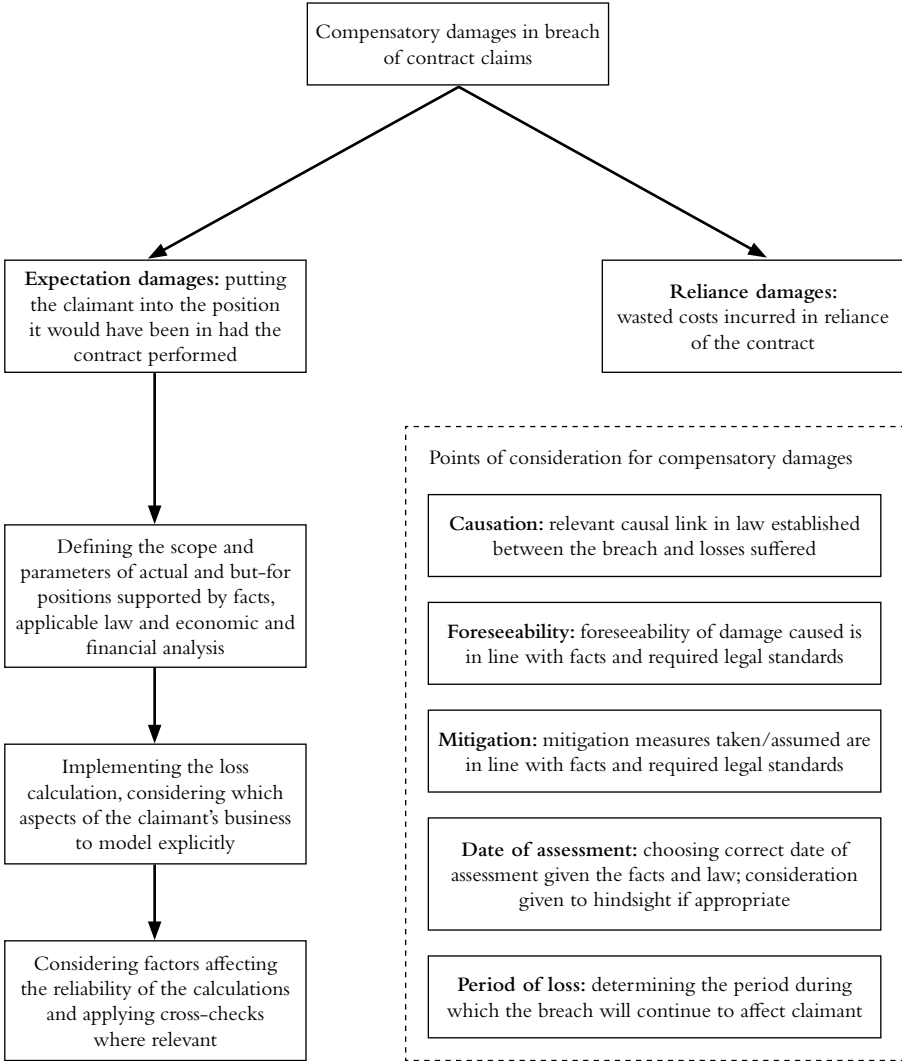 Compensatory damages in breach
of contract claims
Expectation damages: putting
the claimant into the position
it would have been in had the
contract performed
Reliance damages:
wasted costs incurred in reliance
of the contract
Defining the scope and
parameters of actual and but-for
positions supported by facts,
applicable law and economic and
financial analysis
Implementing the loss
calculation, considering which
aspects of the claimant’s business
to model explicitly
Considering factors affecting
the reliability of the calculations
and applying cross-checks
where relevant
Points of consideration for compensatory damages
Causation: relevant causal link in law established
between the breach and losses suffered
Foreseeability: foreseeability of damage caused is
in line with facts and required legal standards
Mitigation: mitigation measures taken/assumed are
in line with facts and required legal standards
Date of assessment: choosing correct date of
assessment given the facts and law; consideration
given to hindsight if appropriate
Period of loss: determining the period during
which the breach will continue to affect claimant